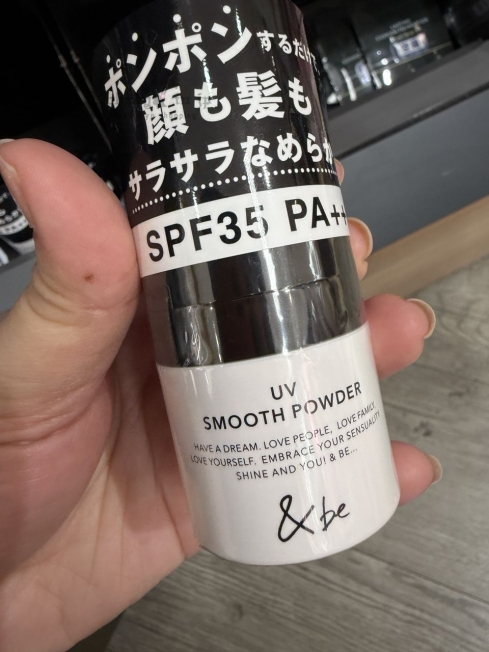 ポンポンするだけで
顔も髪も
サラサラなめらか
SPF35 PA++
UV
SMOOTH POWDER
HAVE A DREAM. LOVE PEOPLE, LOVE FAMILY,
LOVE YOURSELF, EMBRACE YOUR SENSUALITY
SHINE AND YOU! & BE...
&be